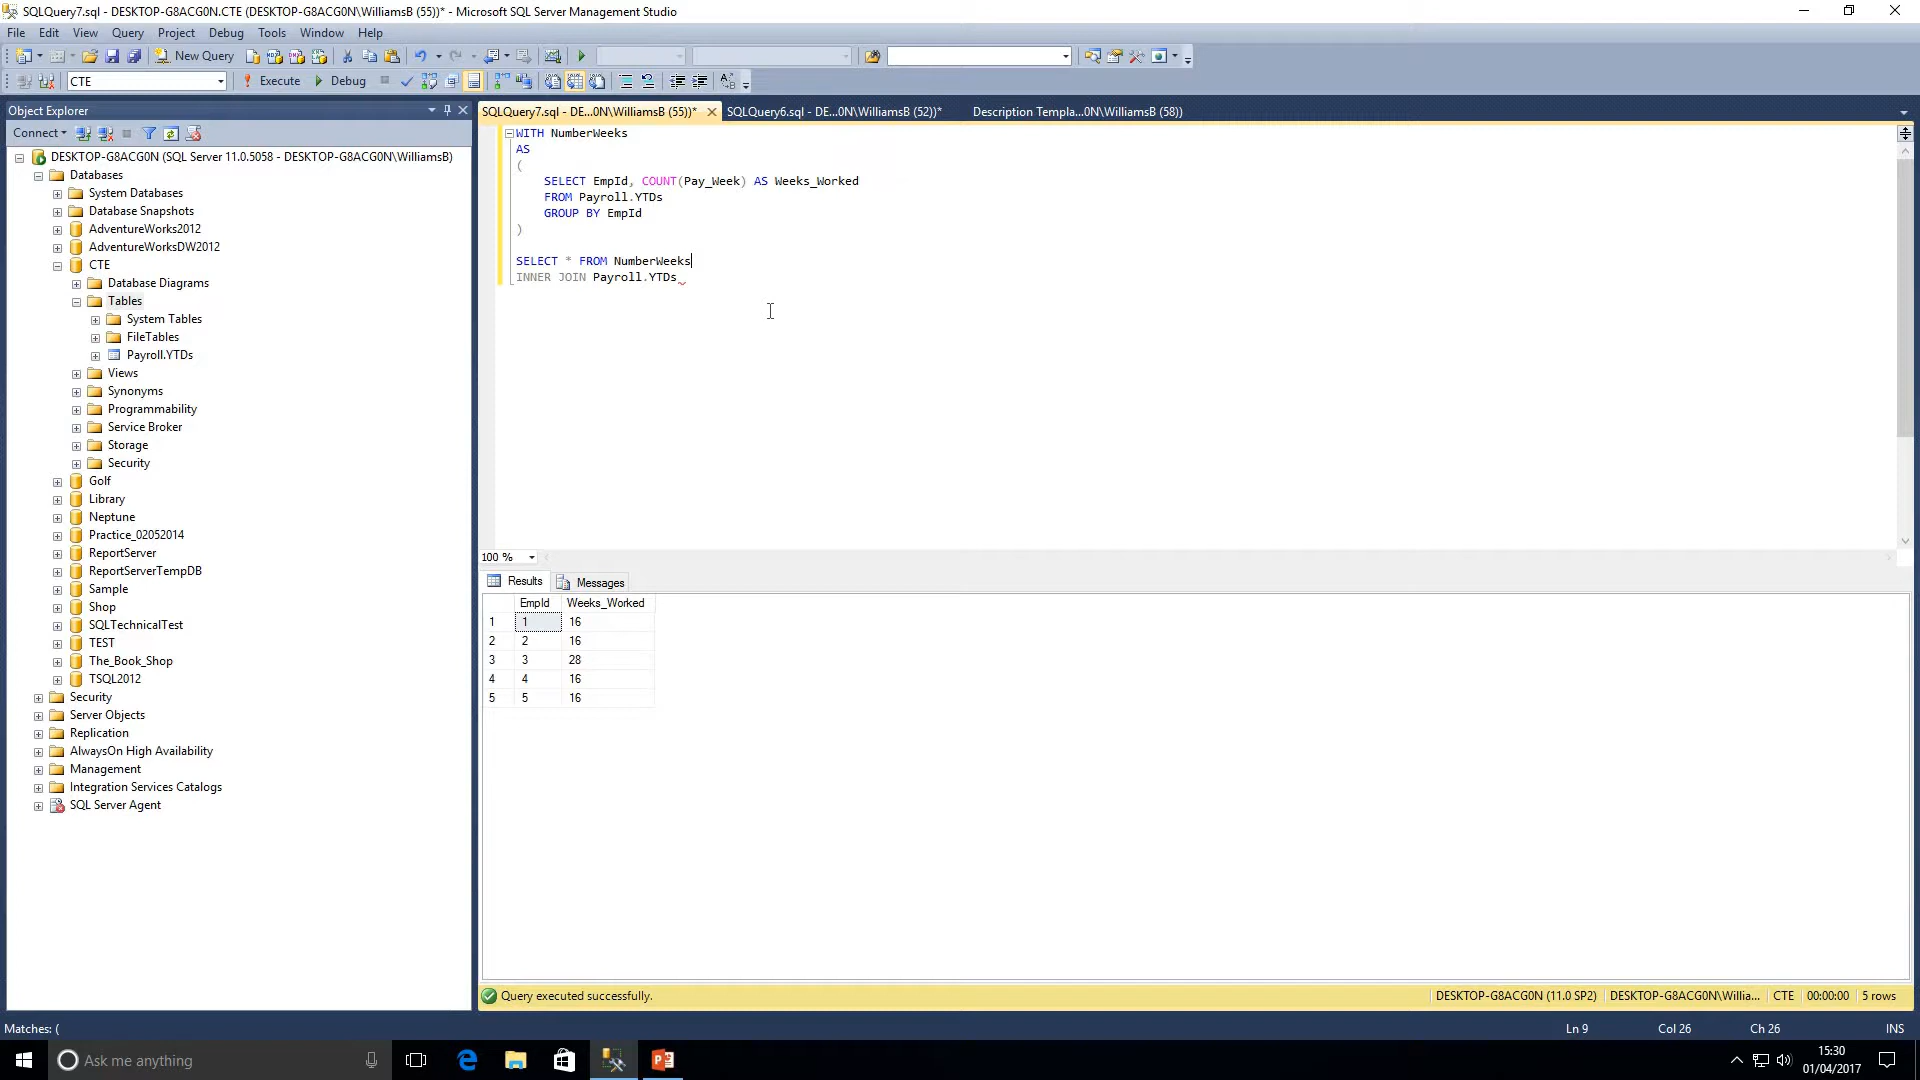 SQLQuery7.sql - DESKTOP-G8ACG0N.CTE (DESKTOP-G8ACG0N\WilliamsB (55))* - Microsoft SQL Server Management Studio
File Edit View Query Project Debug Tools Window Help
New Query
CTE Execute Debug
Object Explorer
Connect
DESKTOP-G8ACG0N (SQL Server 11.0.5058 - DESKTOP-G8ACG0N\WilliamsB)
Databases
System Databases
Database Snapshots
AdventureWorks2012
AdventureWorksDW2012
CTE
Database Diagrams
Tables
System Tables
FileTables
Payroll.YTDs
Views
Synonyms
Programmability
Service Broker
Storage
Security
Golf
Library
Neptune
Practice_02052014
ReportServer
ReportServerTempDB
Sample
Shop
SQLTechnicalTest
TEST
The_Book_Shop
TSQL2012
Security
Server Objects
Replication
AlwaysOn High Availability
Management
Integration Services Catalogs
SQL Server Agent
SQLQuery7.sql - DE...0N\WilliamsB (55))* SQLQuery6.sql - DE...0N\WilliamsB (52))* Description Templa...0N\WilliamsB (58))
WITH NumberWeeks
AS
(
SELECT EmpId, COUNT(Pay_Week) AS Weeks_Worked
FROM Payroll.YTDs
GROUP BY EmpId
)
SELECT * FROM NumberWeeks
INNER JOIN Payroll.YTDs
100 %
Results Messages
EmpId Weeks_Worked
1 1 16
2 2 16
3 3 28
4 4 16
5 5 16
Query executed successfully. DESKTOP-G8ACG0N (11.0 SP2) DESKTOP-G8ACG0N\Willia... CTE 00:00:00 5 rows
Matches: ( Ln 9 Col 26 Ch 26 INS
Ask me anything 15:30
01/04/2017